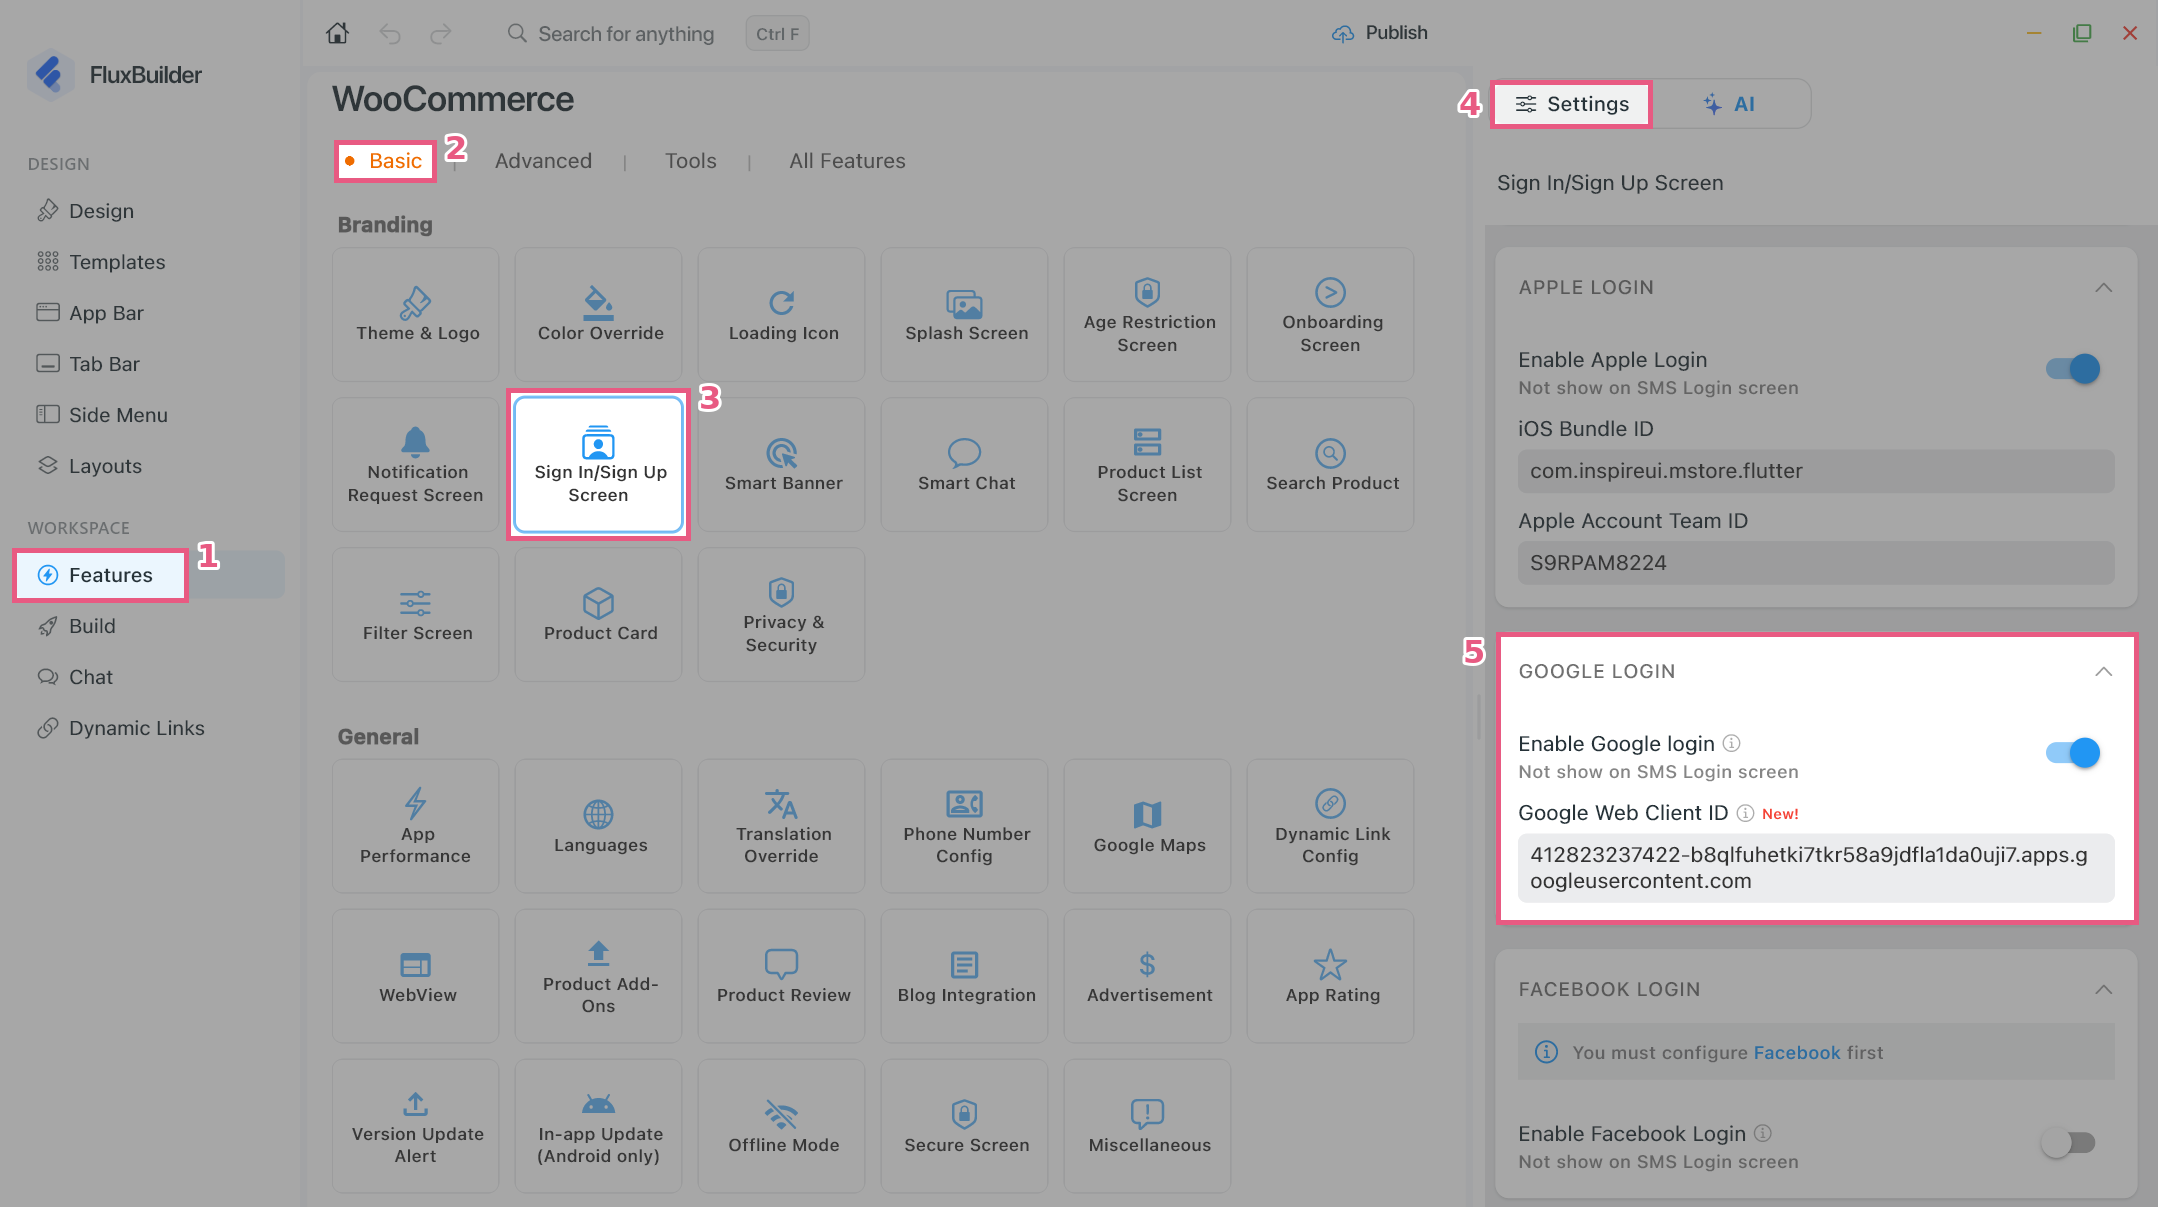 FluxBuilder
Search for anything
Ctrl F
Publish
DESIGN
Design
Templates
App Bar
Tab Bar
Side Menu
Layouts
WORKSPACE
Features
1
Build
Chat
Dynamic Links
WooCommerce
Basic
2
|
Advanced
|
Tools
|
All Features
Branding
Theme & Logo
Color Override
Loading Icon
Splash Screen
Age Restriction
Screen
Onboarding
Screen
Notification
Request Screen
Sign In/Sign Up
Screen
3
Smart Banner
Smart Chat
Product List
Screen
Search Product
Filter Screen
Product Card
Privacy &
Security
General
App
Performance
Languages
Translation
Override
Phone Number
Config
Google Maps
Dynamic Link
Config
WebView
Product Add-
Ons
Product Review
Blog Integration
Advertisement
App Rating
Version Update
Alert
In-app Update
(Android only)
Offline Mode
Secure Screen
Miscellaneous
4
Settings
AI
Sign In/Sign Up Screen
APPLE LOGIN
Enable Apple Login
Not show on SMS Login screen
iOS Bundle ID
com.inspireui.mstore.flutter
Apple Account Team ID
S9RPAM8224
5
GOOGLE LOGIN
Enable Google login
Not show on SMS Login screen
Google Web Client ID New!
412823237422-b8qlfuhetki7tkr58a9jdfla1da0uji7.apps.g
oogleusercontent.com
FACEBOOK LOGIN
You must configure Facebook first
Enable Facebook Login
Not show on SMS Login screen